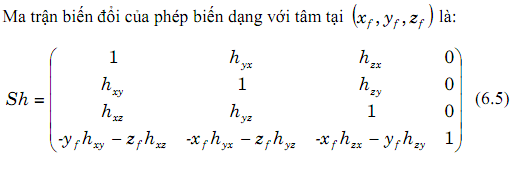 Ma trận biến đổi của phép biến dạng với tâm tại (x_f, y_f, z_f) là:
1 h_yx h_zx 0
h_xy 1 h_zy 0
Sh = h_xz h_yz 1 0 (6.5)
-y_f h_xy − z_f h_xz -x_f h_yx − z_f h_yz -x_f h_zx − y_f h_zy 1